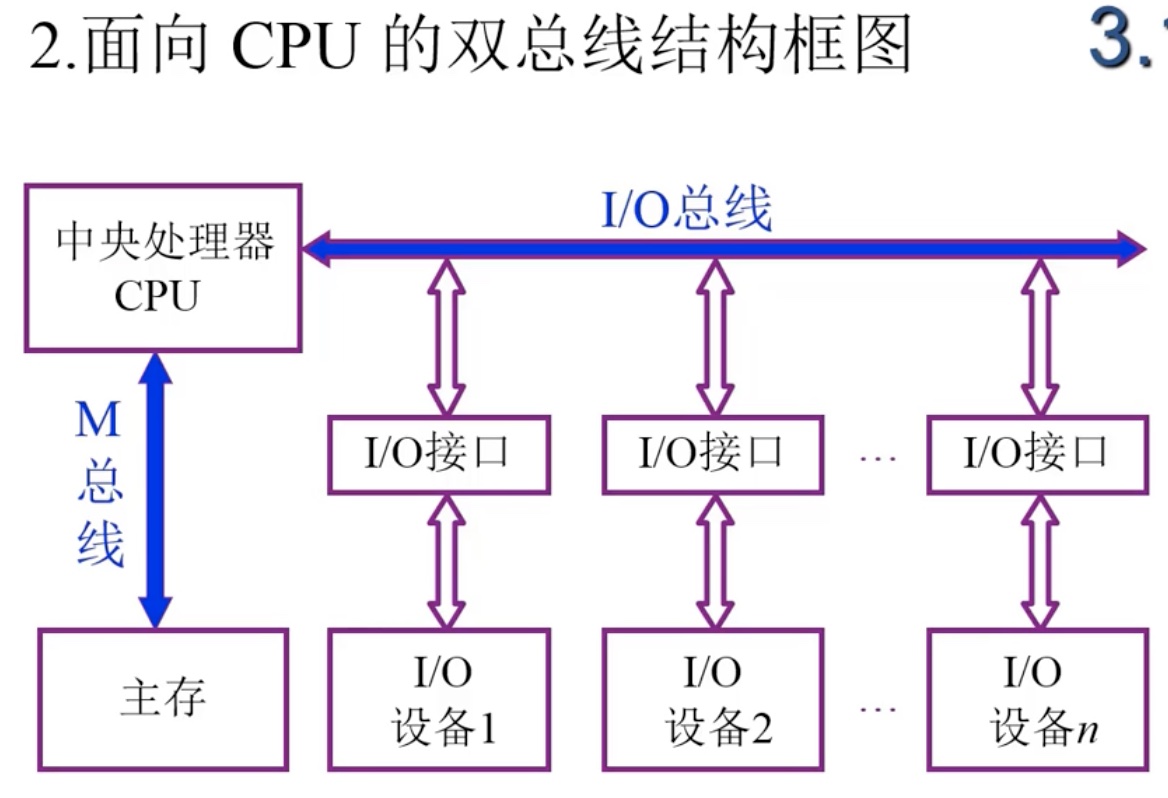 2.面向 CPU 的双总线结构框图
3.
I/O总线
中央处理器
CPU
M
总
线
I/O接口
I/O接口
…
I/O接口
主存
I/O
设备1
I/O
设备2
…
I/O
设备n